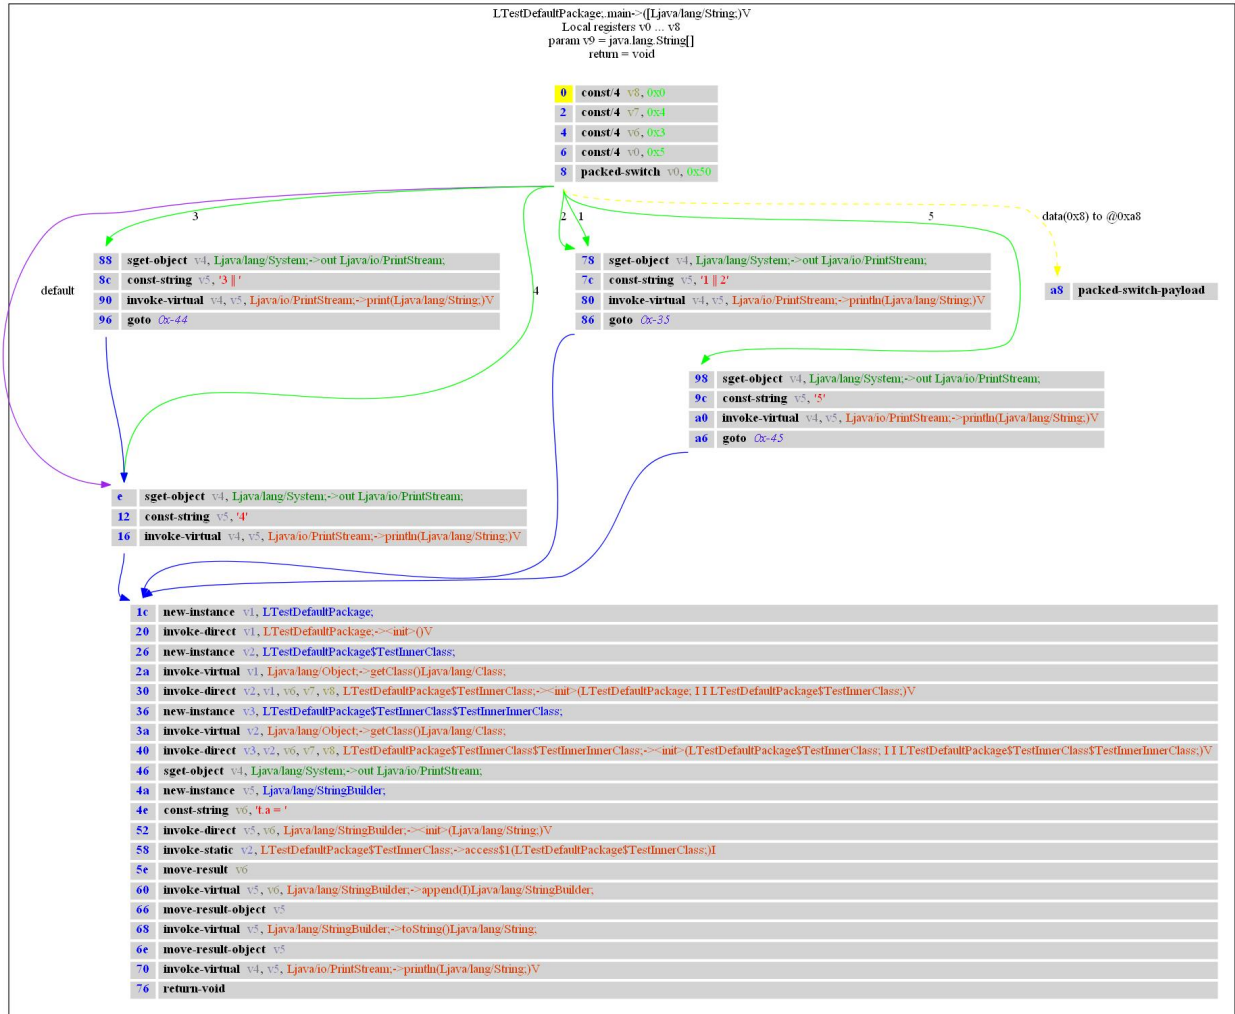 LTestDefaultPackage;.main->([Ljava/lang/String;)V
Local registers v0 ... v8
param v9 = java.lang.String[]
return = void
0 const/4 v8, 0x0
2 const/4 v7, 0x4
4 const/4 v6, 0x3
6 const/4 v0, 0x5
8 packed-switch v0, 0x50
3
2
1
5
data(0x8) to @0xa8
default
4
88 sget-object v4, Ljava/lang/System;->out Ljava/io/PrintStream;
8c const-string v5, '3 || '
90 invoke-virtual v4, v5, Ljava/io/PrintStream;->print(Ljava/lang/String;)V
96 goto 0x-44
78 sget-object v4, Ljava/lang/System;->out Ljava/io/PrintStream;
7c const-string v5, '1 || 2'
80 invoke-virtual v4, v5, Ljava/io/PrintStream;->println(Ljava/lang/String;)V
86 goto 0x-35
a8 packed-switch-payload
98 sget-object v4, Ljava/lang/System;->out Ljava/io/PrintStream;
9c const-string v5, '5'
a0 invoke-virtual v4, v5, Ljava/io/PrintStream;->println(Ljava/lang/String;)V
a6 goto 0x-45
e sget-object v4, Ljava/lang/System;->out Ljava/io/PrintStream;
12 const-string v5, '4'
16 invoke-virtual v4, v5, Ljava/io/PrintStream;->println(Ljava/lang/String;)V
1c new-instance v1, LTestDefaultPackage;
20 invoke-direct v1, LTestDefaultPackage;-><init>()V
26 new-instance v2, LTestDefaultPackage$TestInnerClass;
2a invoke-virtual v1, Ljava/lang/Object;->getClass()Ljava/lang/Class;
30 invoke-direct v2, v1, v6, v7, v8, LTestDefaultPackage$TestInnerClass;-><init>(LTestDefaultPackage; I I LTestDefaultPackage$TestInnerClass;)V
36 new-instance v3, LTestDefaultPackage$TestInnerClass$TestInnerInnerClass;
3a invoke-virtual v2, Ljava/lang/Object;->getClass()Ljava/lang/Class;
40 invoke-direct v3, v2, v6, v7, v8, LTestDefaultPackage$TestInnerClass$TestInnerInnerClass;-><init>(LTestDefaultPackage$TestInnerClass; I I LTestDefaultPackage$TestInnerClass$TestInnerInnerClass;)V
46 sget-object v4, Ljava/lang/System;->out Ljava/io/PrintStream;
4a new-instance v5, Ljava/lang/StringBuilder;
4e const-string v6, 't.a = '
52 invoke-direct v5, v6, Ljava/lang/StringBuilder;-><init>(Ljava/lang/String;)V
58 invoke-static v2, LTestDefaultPackage$TestInnerClass;->access$1(LTestDefaultPackage$TestInnerClass;)I
5e move-result v6
60 invoke-virtual v5, v6, Ljava/lang/StringBuilder;->append(I)Ljava/lang/StringBuilder;
66 move-result-object v5
68 invoke-virtual v5, Ljava/lang/StringBuilder;->toString()Ljava/lang/String;
6e move-result-object v5
70 invoke-virtual v4, v5, Ljava/io/PrintStream;->println(Ljava/lang/String;)V
76 return-void